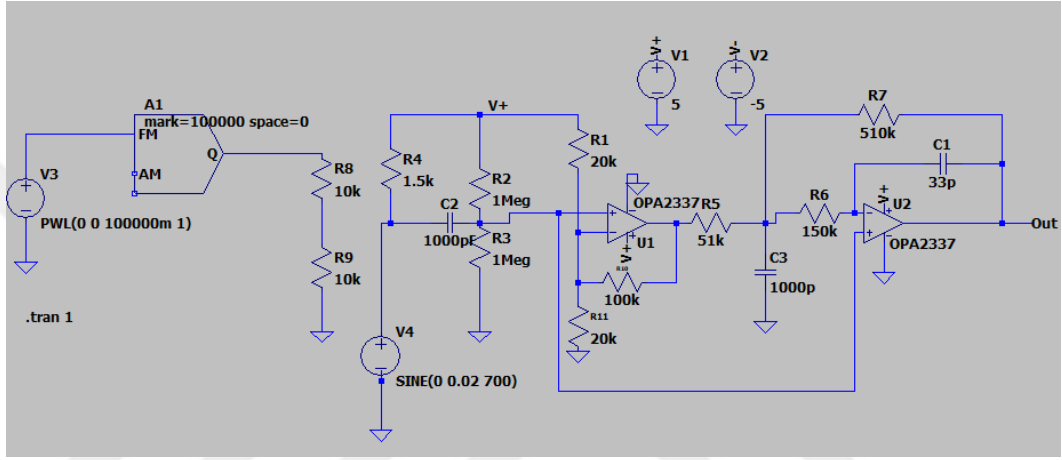 A1
mark=100000 space=0
FM
AM
Q
V3
PWL(0 0 100000m 1)
.tran 1
R8
10k
R9
10k
V+
R4
1.5k
C2
1000pF
R2
1Meg
R3
1Meg
V4
SINE(0 0.02 700)
R1
20k
V+
V1
5
V-
V2
-5
OPA2337
U1
V+
R10
100k
R11
20k
R5
51k
C3
1000p
R6
150k
R7
510k
C1
33p
V+
U2
OPA2337
Out